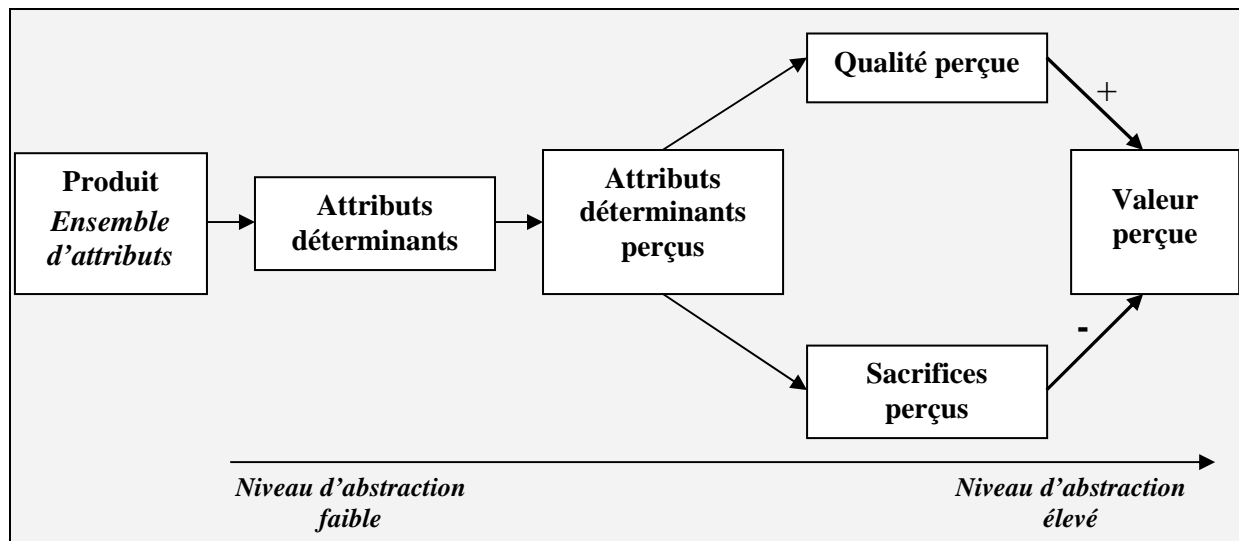 Produit
Ensemble
d'attributs
Attributs
déterminants
Attributs
déterminants
perçus
Qualité perçue
+
Valeur
perçue
-
Sacrifices
perçus
Niveau d'abstraction
faible
Niveau d'abstraction
élevé